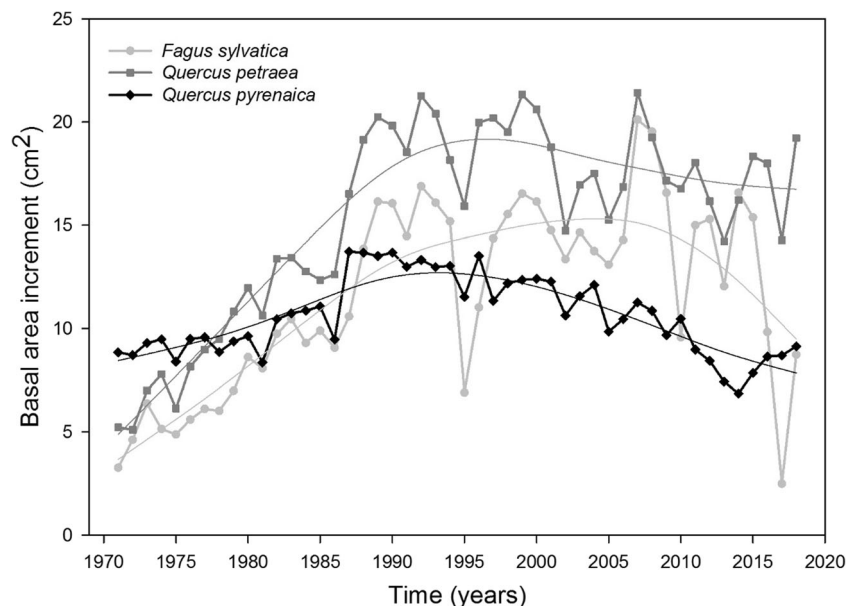 25
20
15
10
5
0
Basal area increment (cm²)
Fagus sylvatica
Quercus petraea
Quercus pyrenaica
1970 1975 1980 1985 1990 1995 2000 2005 2010 2015 2020
Time (years)